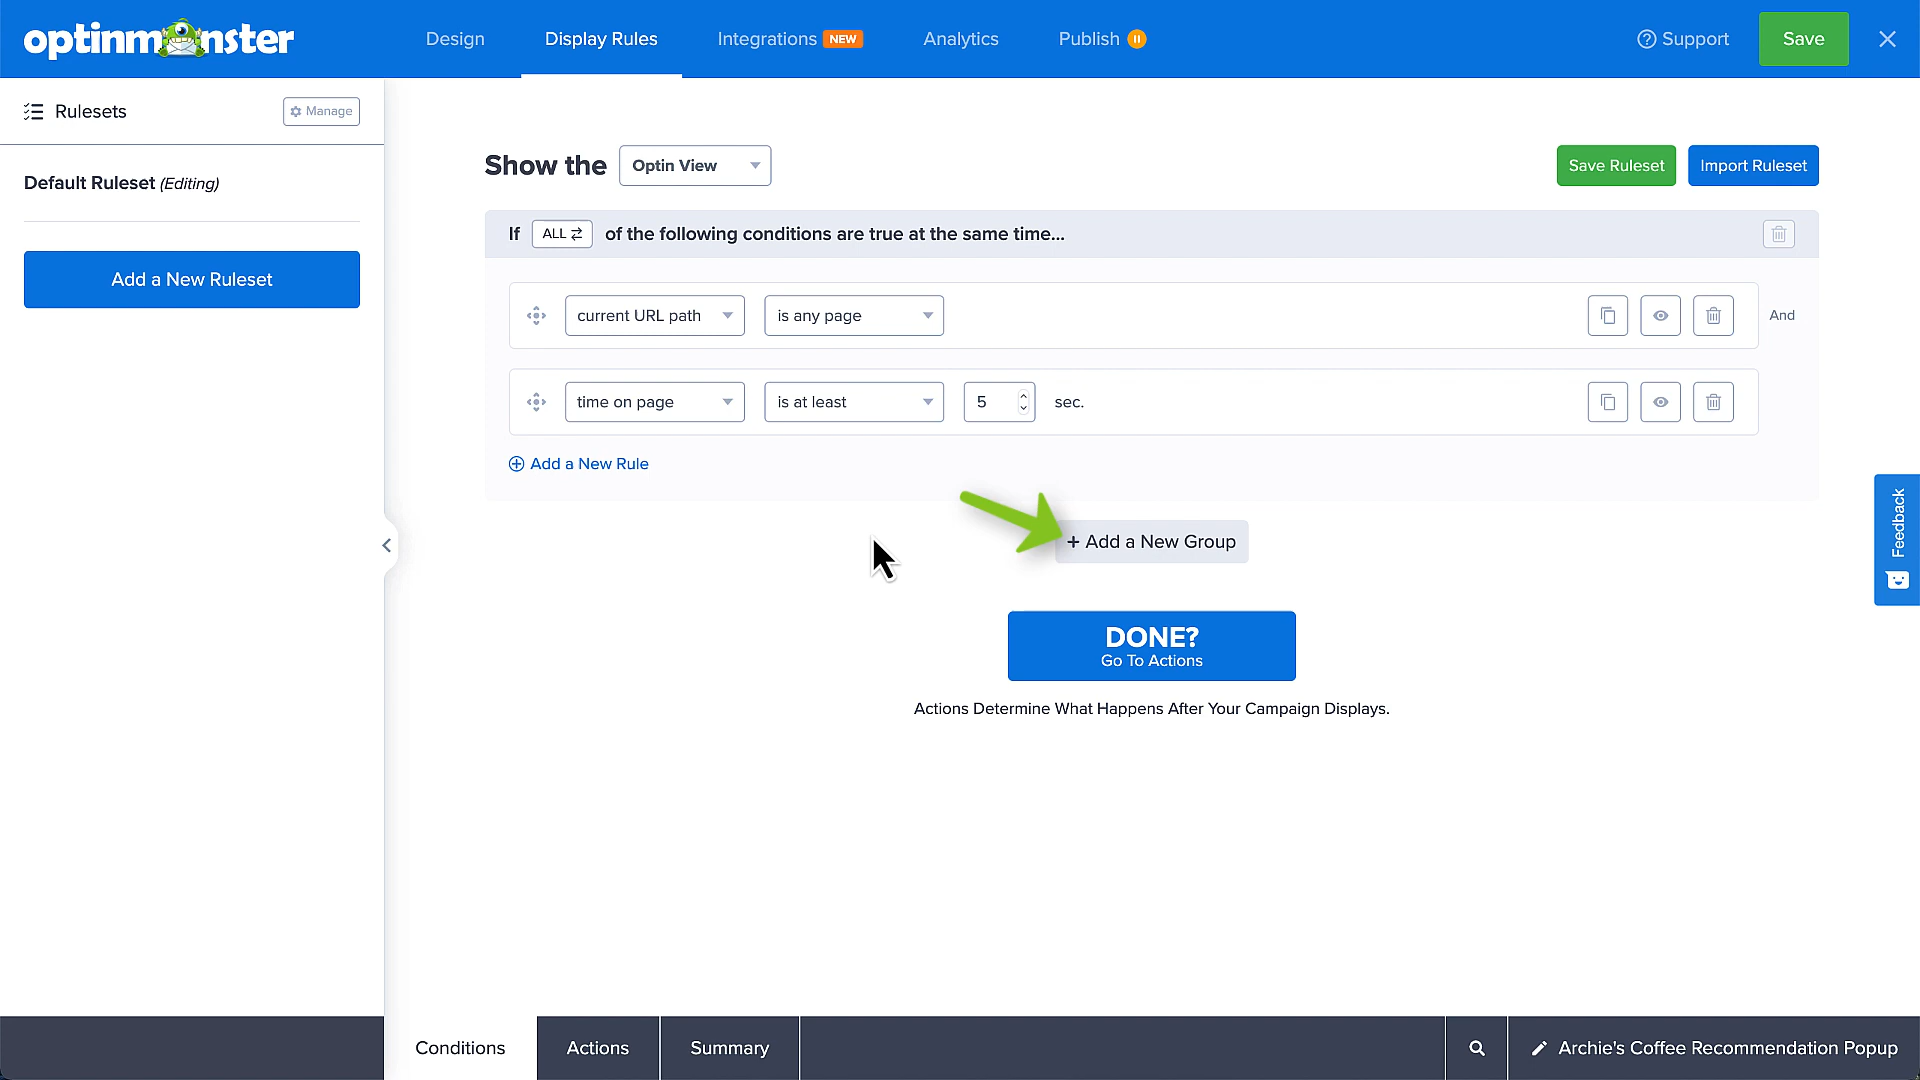 optinmonster
Design
Display Rules
Integrations NEW
Analytics
Publish
Support
Save
Rulesets
Manage
Default Ruleset (Editing)
Add a New Ruleset
Show the Optin View
Save Ruleset
Import Ruleset
If ALL of the following conditions are true at the same time...
current URL path
is any page
And
time on page
is at least
5
sec.
Add a New Rule
+ Add a New Group
DONE?
Go To Actions
Actions Determine What Happens After Your Campaign Displays.
Feedback
Conditions
Actions
Summary
Archie's Coffee Recommendation Popup